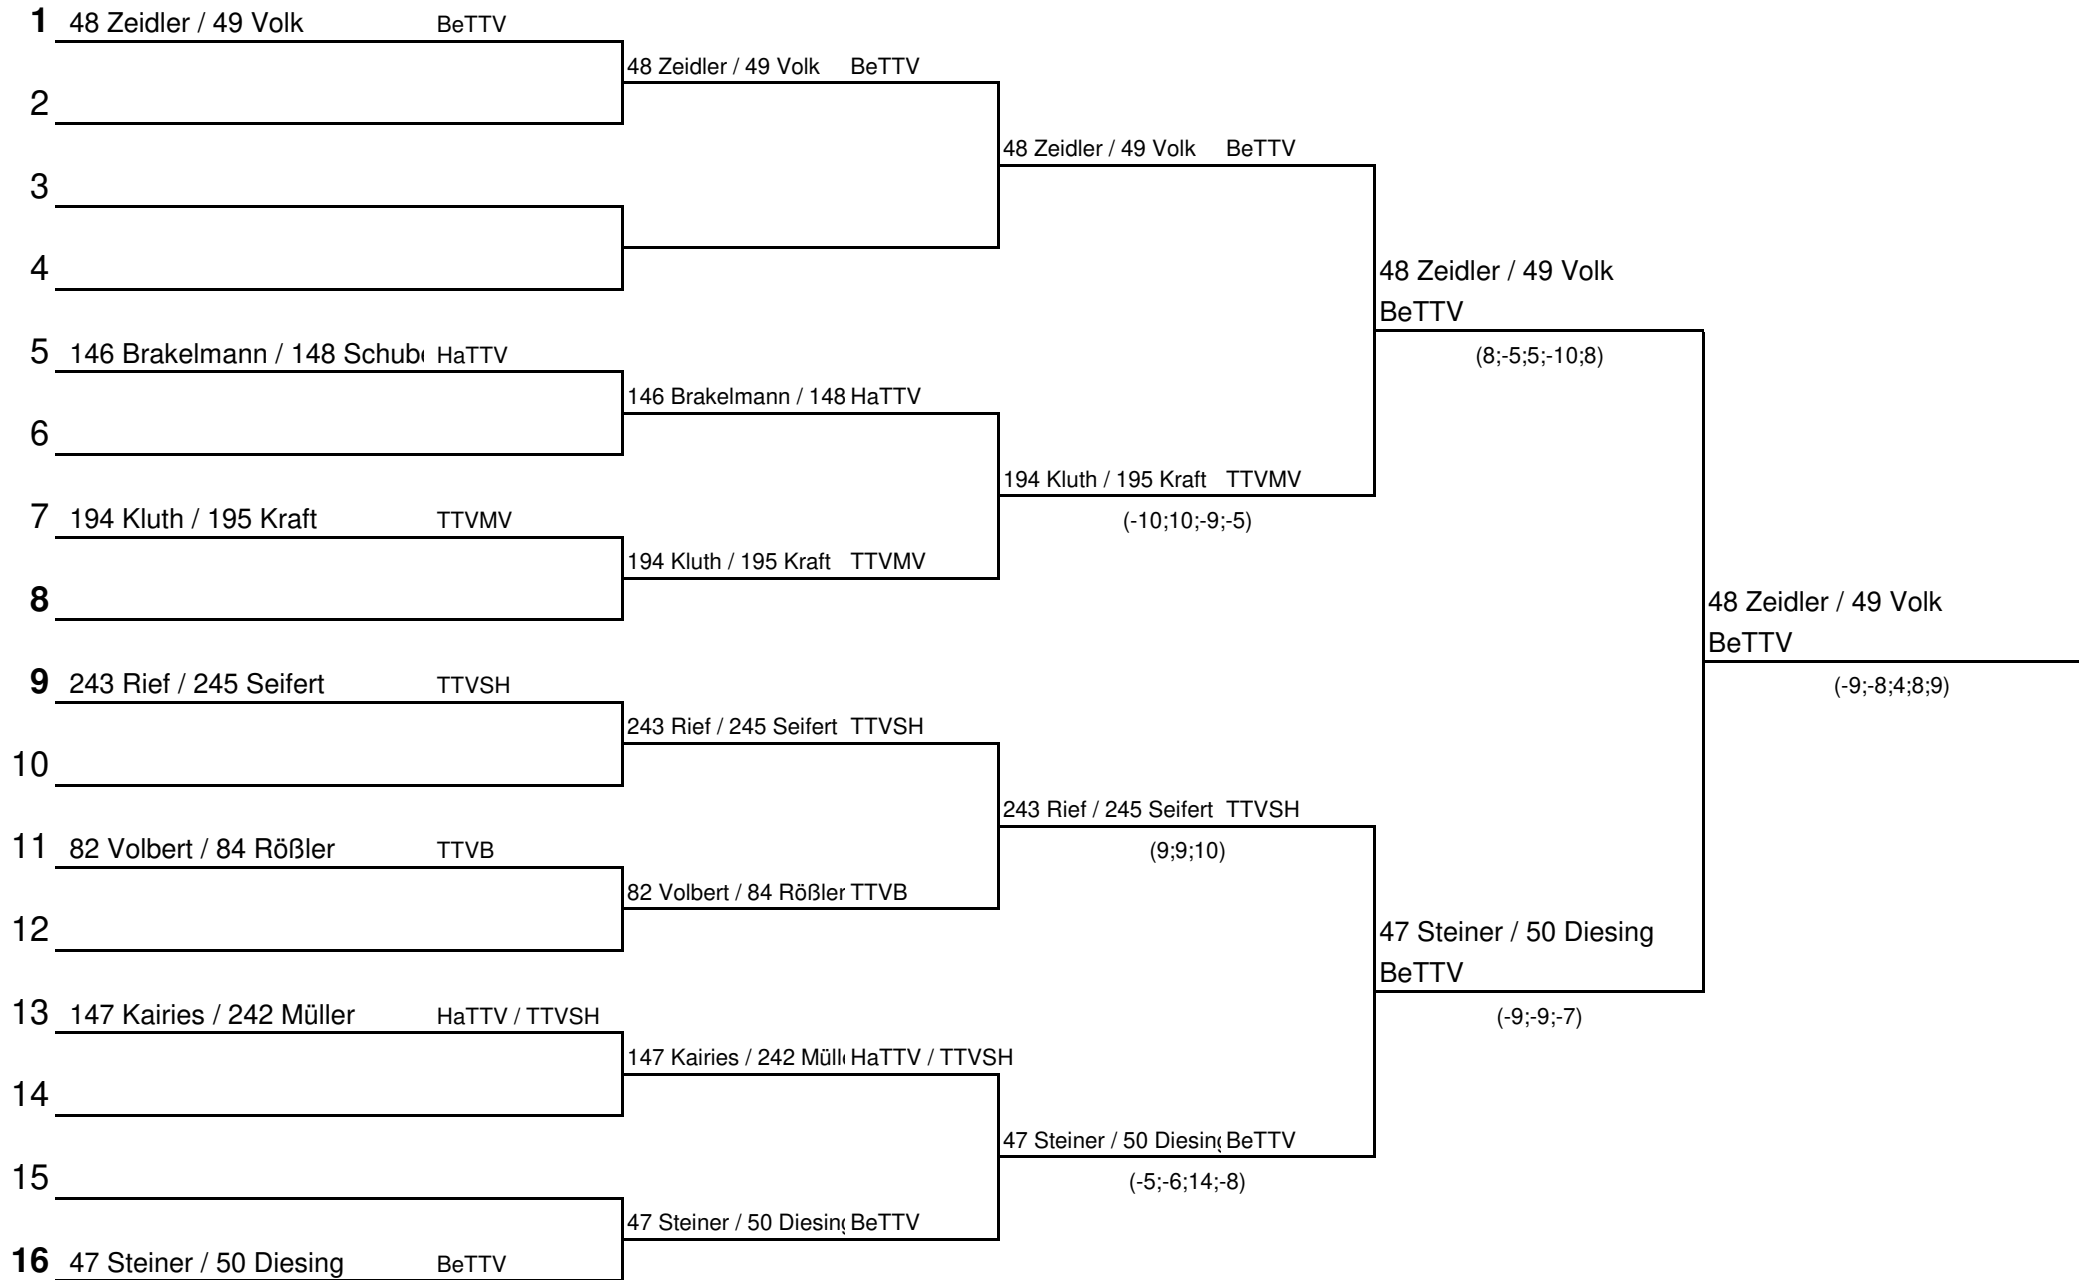 1 48 Zeidler / 49 Volk BeTTV
48 Zeidler / 49 Volk BeTTV
2
48 Zeidler / 49 Volk BeTTV
3
4
48 Zeidler / 49 Volk
BeTTV
(8;-5;5;-10;8)
5 146 Brakelmann / 148 Schub HaTTV
146 Brakelmann / 148 HaTTV
6
194 Kluth / 195 Kraft TTVMV
(-10;10;-9;-5)
7 194 Kluth / 195 Kraft TTVMV
194 Kluth / 195 Kraft TTVMV
8
48 Zeidler / 49 Volk
BeTTV
(-9;-8;4;8;9)
9 243 Rief / 245 Seifert TTVSH
243 Rief / 245 Seifert TTVSH
10
243 Rief / 245 Seifert TTVSH
(9;9;10)
11 82 Volbert / 84 Rößler TTVB
82 Volbert / 84 Rößler TTVB
12
47 Steiner / 50 Diesing
BeTTV
(-9;-9;-7)
13 147 Kairies / 242 Müller HaTTV / TTVSH
147 Kairies / 242 Müll HaTTV / TTVSH
14
47 Steiner / 50 Diesin BeTTV
(-5;-6;14;-8)
15
47 Steiner / 50 Diesin BeTTV
16 47 Steiner / 50 Diesing BeTTV